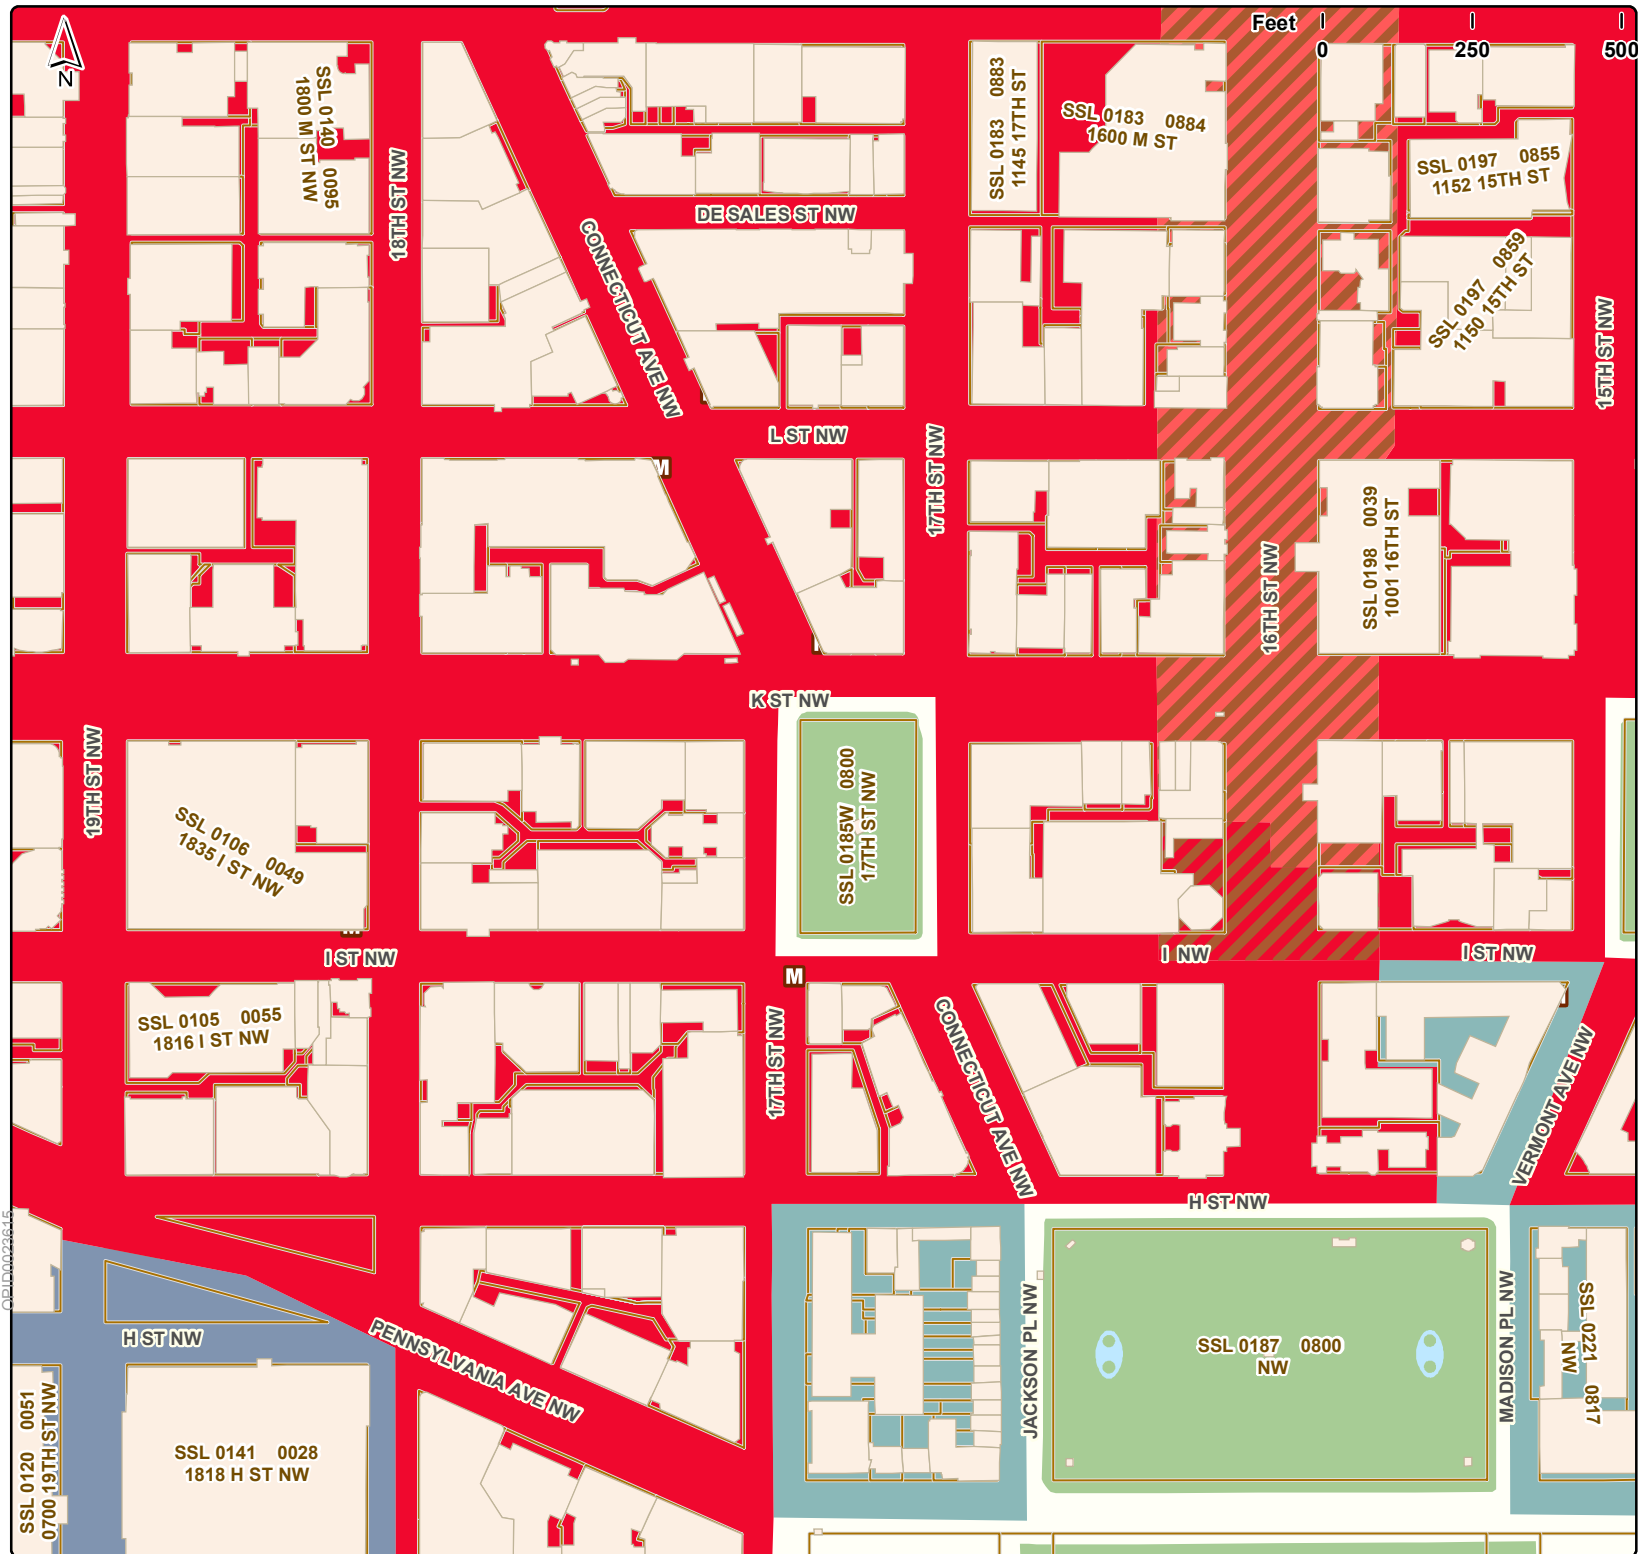 Feet
0 250 500
N
SSL 0140 0095
1800 M ST NW
18TH ST NW
SSL 0183 0883
1145 17TH ST
SSL 0183 0884
1600 M ST
SSL 0197 0855
1152 15TH ST
DE SALES ST NW
CONNECTICUT AVE NW
SSL 0197 0859
1150 15TH ST
15TH ST NW
L ST NW
M
17TH ST NW
SSL 0198 0039
1001 16TH ST
16TH ST NW
K ST NW
19TH ST NW
SSL 0185W 0800
17TH ST NW
SSL 0106 0049
1835 I ST NW
M
I ST NW
I NW
I ST NW
M
SSL 0105 0055
1816 I ST NW
17TH ST NW
CONNECTICUT AVE NW
VERMONT AVE NW
H ST NW
OPID0023615
H ST NW
PENNSYLVANIA AVE NW
JACKSON PL NW
SSL 0187 0800
NW
MADISON PL NW
SSL 0221 0817
NW
SSL 0120 0051
0700 19TH ST NW
SSL 0141 0028
1818 H ST NW